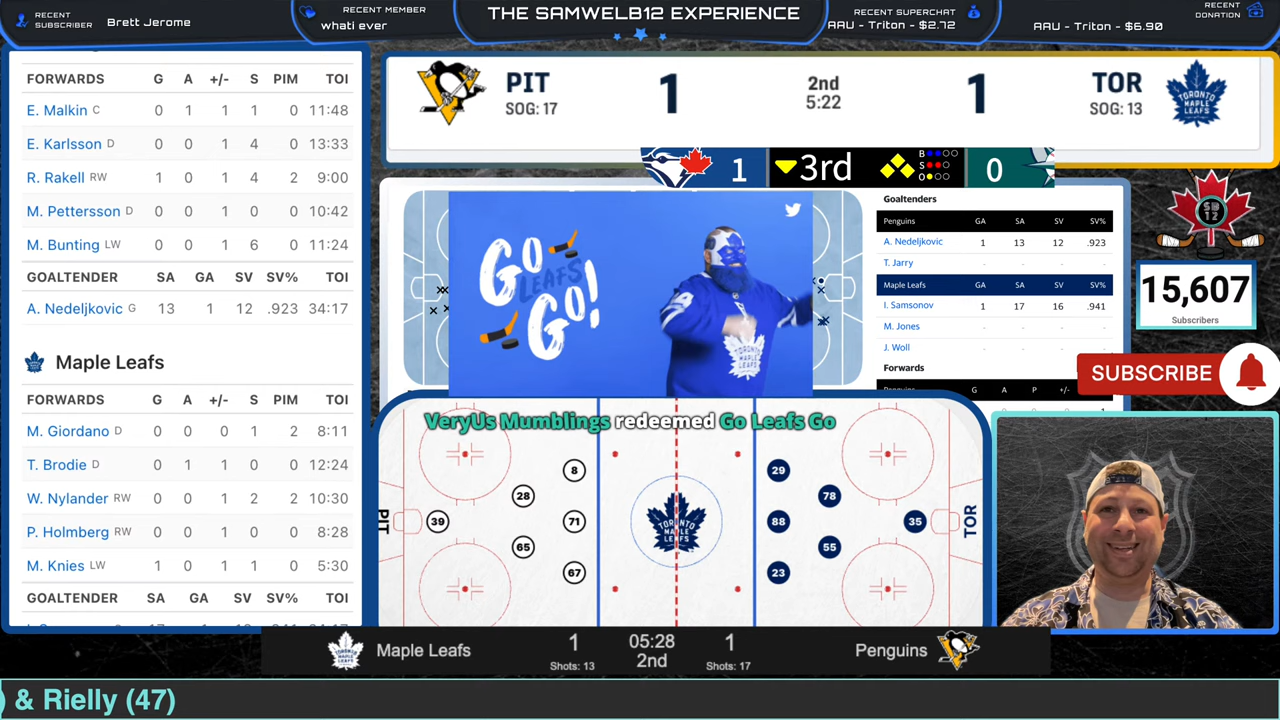 RECENT SUBSCRIBER
Brett Jerome
RECENT MEMBER
whati ever
THE SAMWELB12 EXPERIENCE
RECENT SUPERCHAT
AAU - Triton - $2.72
RECENT DONATION
AAU - Triton - $6.90
FORWARDS G A +/- S PIM TOI
E. Malkin C 0 1 1 1 0 11:48
E. Karlsson D 0 0 1 4 0 13:33
R. Rakell RW 1 0 1 4 2 9:00
M. Pettersson D 0 0 1 0 0 10:42
M. Bunting LW 0 0 1 6 0 11:24
GOALTENDER SA GA SV SV% TOI
A. Nedeljkovic G 13 1 12 .923 34:17
Maple Leafs
FORWARDS G A +/- S PIM TOI
M. Giordano D 0 0 0 1 2 8:11
T. Brodie D 0 1 1 0 0 12:24
W. Nylander RW 0 0 1 2 2 10:30
P. Holmberg RW 0 0 1 0 0 8:28
M. Knies LW 1 0 1 1 0 5:30
GOALTENDER SA GA SV SV% TOI
PIT 1 2nd 1 TOR
SOG: 17 5:22 SOG: 13
1 3rd B S O 0
GO
LEAFS
GO!
TORONTO
MAPLE
LEAFS
Goaltenders
Penguins GA SA SV SV%
A. Nedeljkovic 1 13 12 .923
T. Jarry - - - -
Maple Leafs GA SA SV SV%
I. Samsonov 1 17 16 .941
M. Jones - - - -
J. Woll - - - -
Forwards
Penguins G A P +/-
SB
12
15,607
Subscribers
SUBSCRIBE
VeryUs Mumblings redeemed Go Leafs Go
PIT
39
28
65
8
71
67
TORONTO
MAPLE
LEAFS
29
88
23
78
55
35
TOR
Maple Leafs 1 05:28 1 Penguins
Shots: 13 2nd Shots: 17
) & Rielly (47)